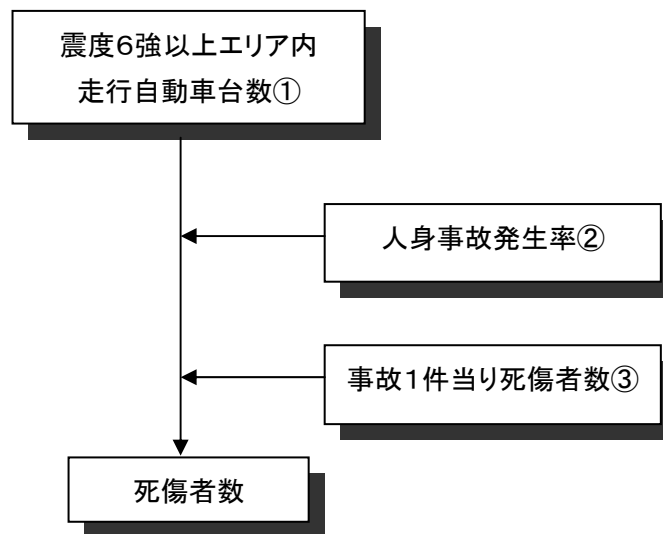 震度６強以上エリア内
走行自動車台数①
人身事故発生率②
事故１件当り死傷者数③
死傷者数